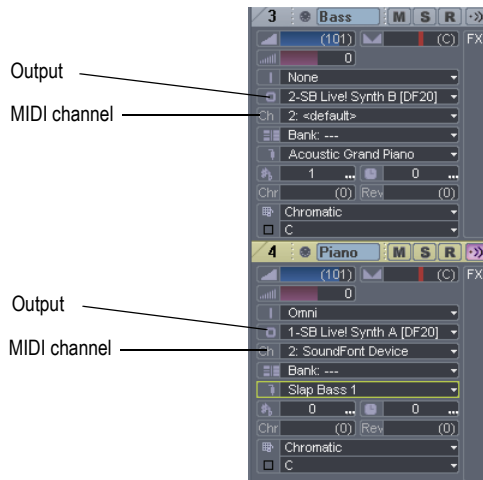 3 Bass M S R
(101) (C) FX
0
None
Output
2-SB Live! Synth B [DF20]
MIDI channel
Ch 2: <default>
Bank: ---
Acoustic Grand Piano
1 ... 0 ...
Chr (0) Rev (0)
Chromatic
C
4 Piano M S R
(101) (C) FX
0
Omni
Output
1-SB Live! Synth A [DF20]
MIDI channel
Ch 2: SoundFont Device
Bank: ---
Slap Bass 1
0 ... 0 ...
Chr (0) Rev (0)
Chromatic
C